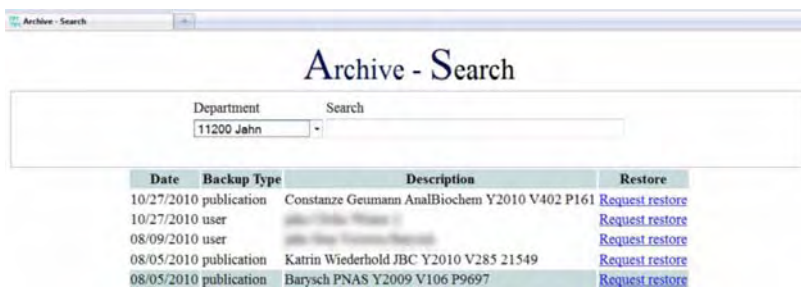 Archive - Search
Archive - Search
Department Search
11200 Jahn
Date Backup Type Description Restore
10/27/2010 publication Constanze Geumann AnalBiochem Y2010 V402 P161 Request restore
10/27/2010 user Request restore
08/09/2010 user Request restore
08/05/2010 publication Katrin Wiederhold JBC Y2010 V285 21549 Request restore
08/05/2010 publication Barysch PNAS Y2009 V106 P9697 Request restore